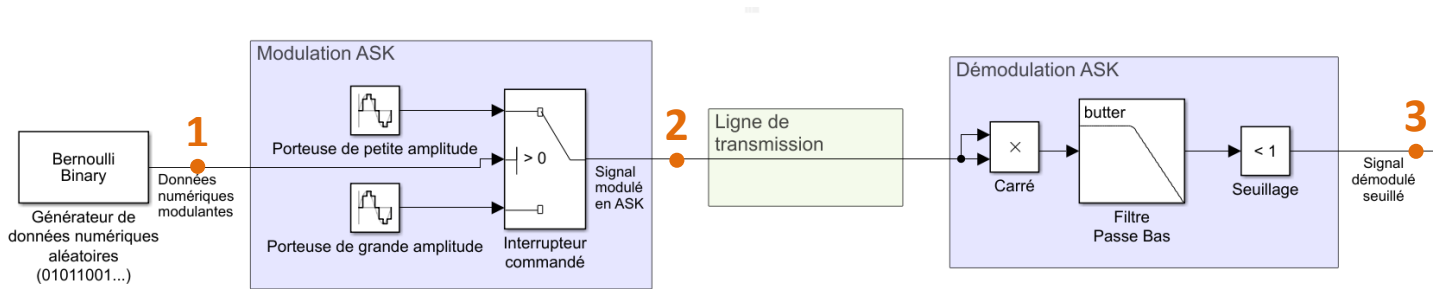 Modulation ASK
Démodulation ASK
1
2
3
Bernoulli
Binary
Générateur de
données numériques
aléatoires
(01011001...)
Données
numériques
modulantes
Porteuse de petite amplitude
Porteuse de grande amplitude
> 0
Interrupteur
commandé
Signal
modulé
en ASK
Ligne de
transmission
×
Carré
butter
Filtre
Passe Bas
< 1
Seuillage
Signal
démodulé
seuillé